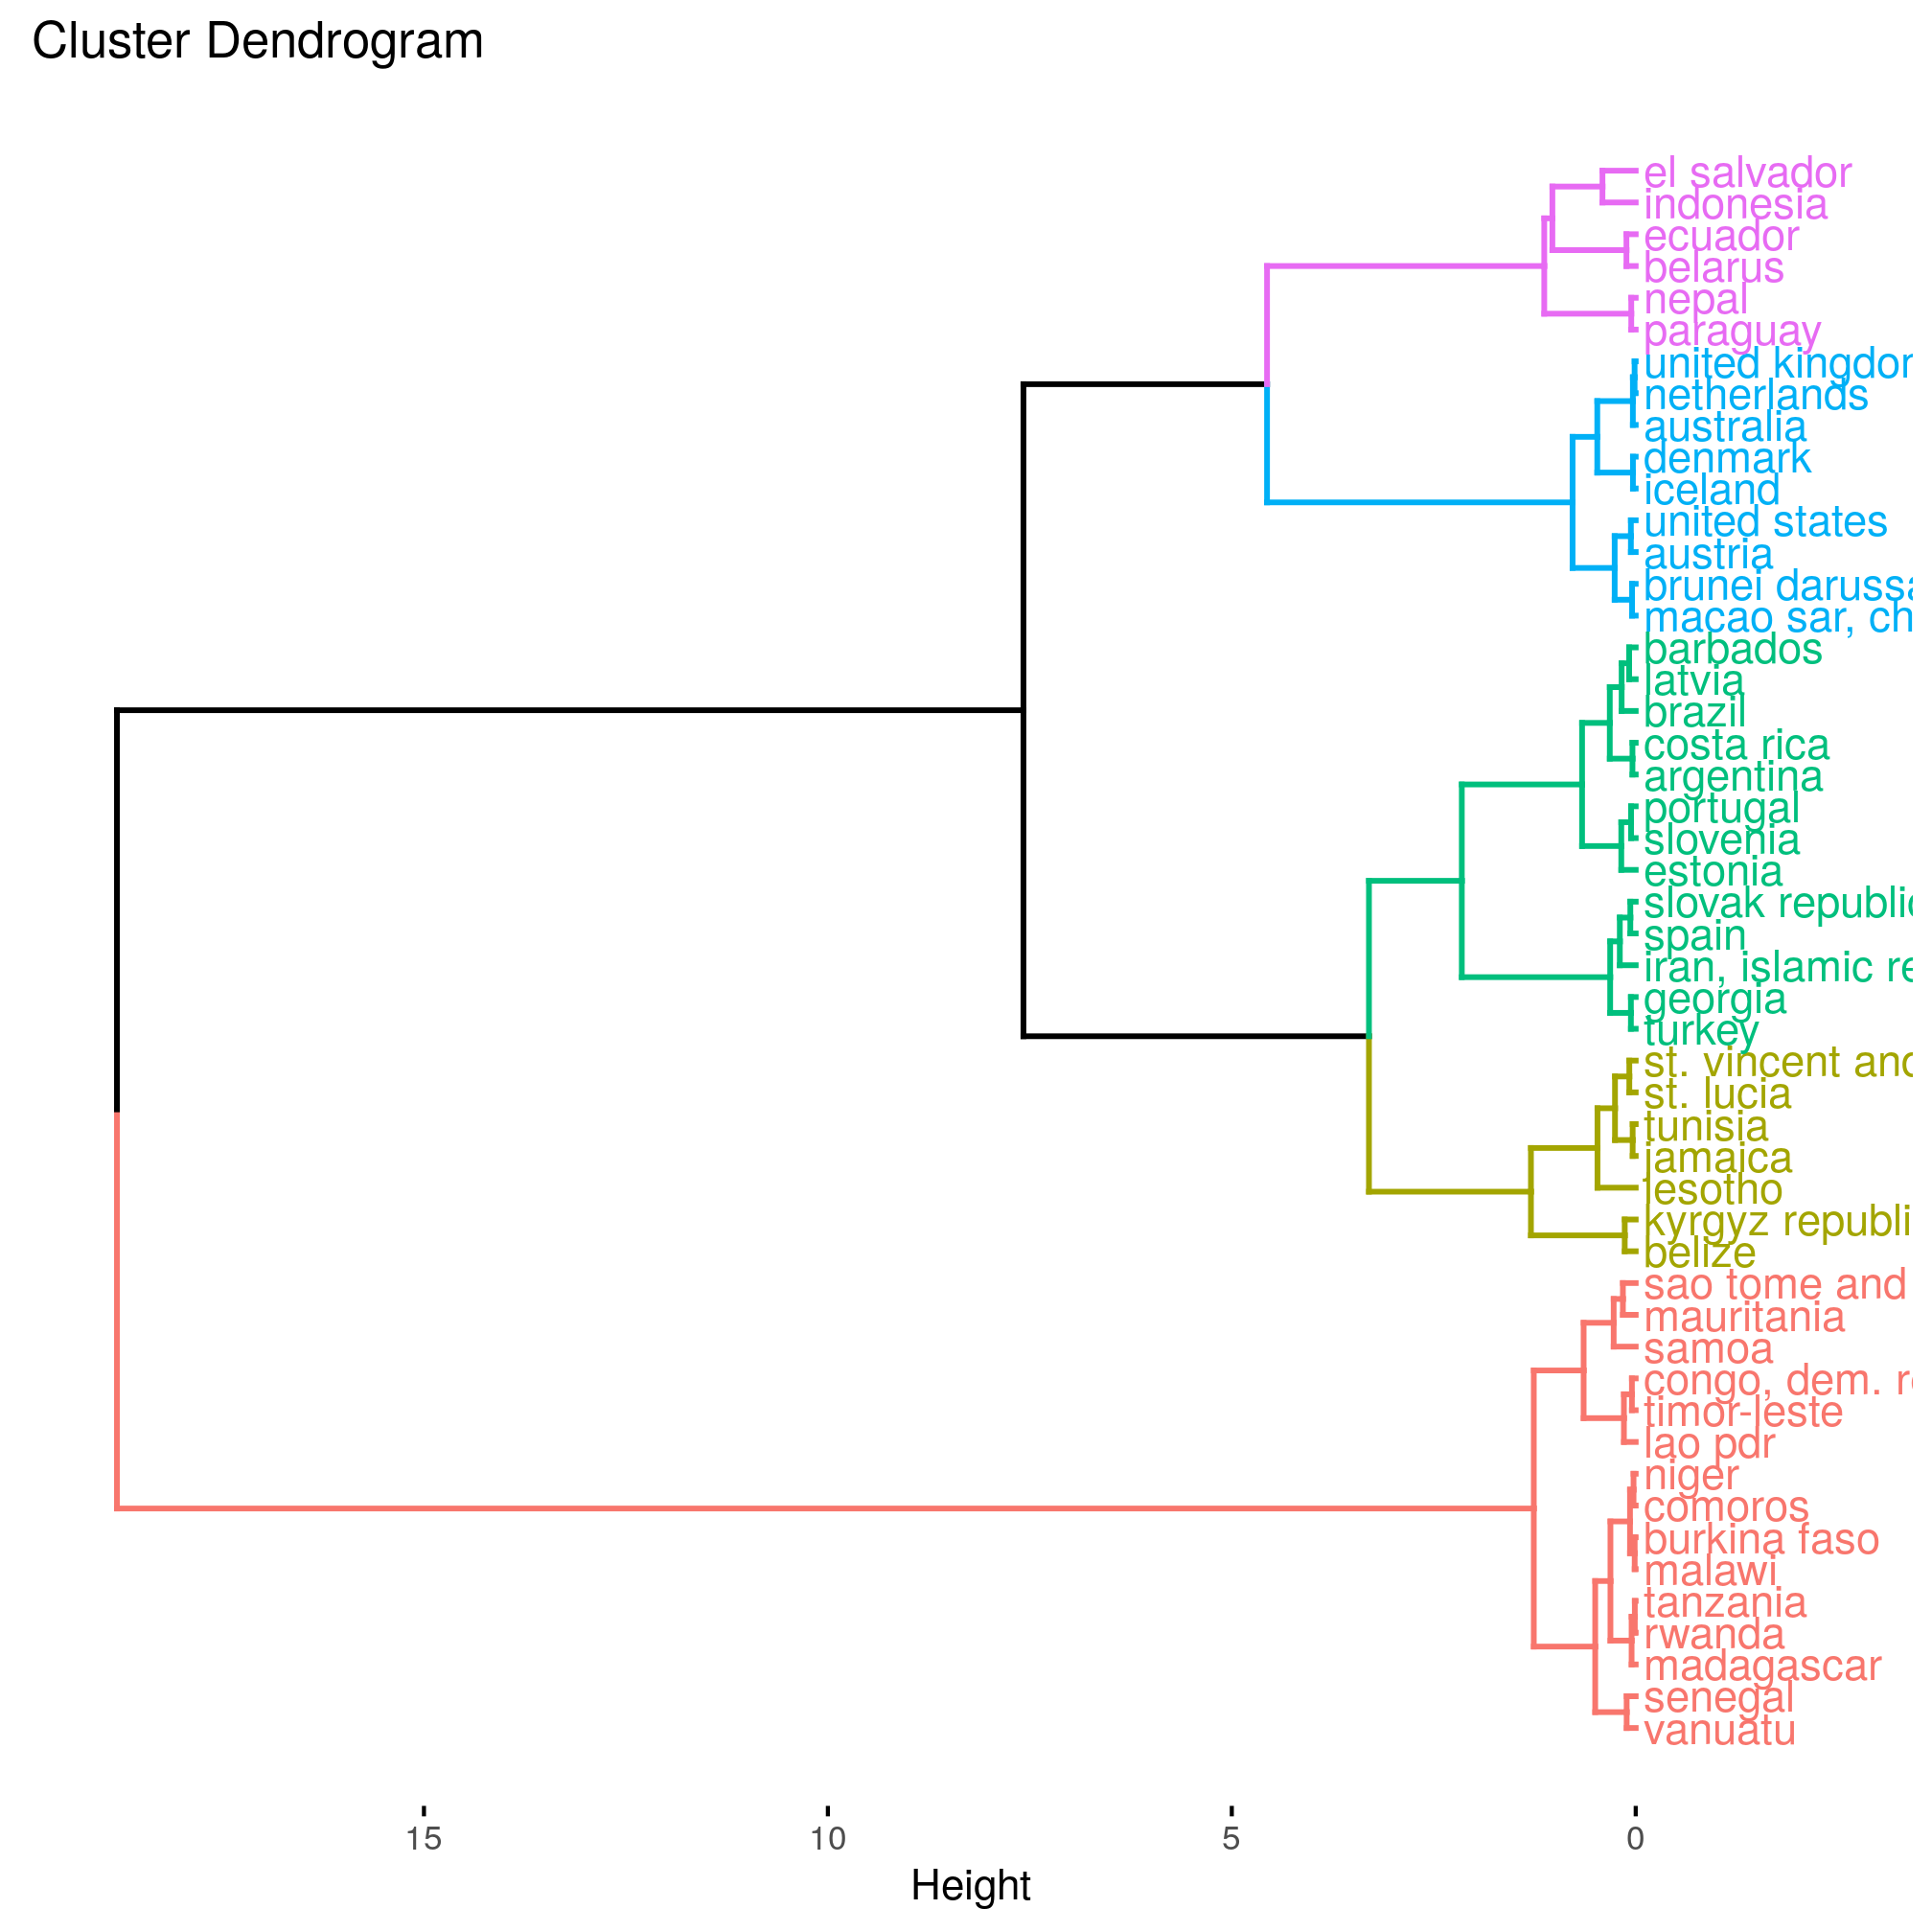 Cluster Dendrogram
el salvador
indonesia
ecuador
belarus
nepal
paraguay
united kingdor
netherlands
australia
denmark
iceland
united states
austria
brunei daruss
macao sar, ch
barbados
latvia
brazil
costa rica
argentina
portugal
slovenia
estonia
slovak republi
spain
iran, islamic re
georgia
turkey
st. vincent and
st. lucia
tunisia
jamaica
lesotho
kyrgyz republi
belize
sao tome and
mauritania
samoa
congo, dem. r
timor-leste
lao pdr
niger
comoros
burkina faso
malawi
tanzania
rwanda
madagascar
senegal
vanuatu
15 10 5 0
Height